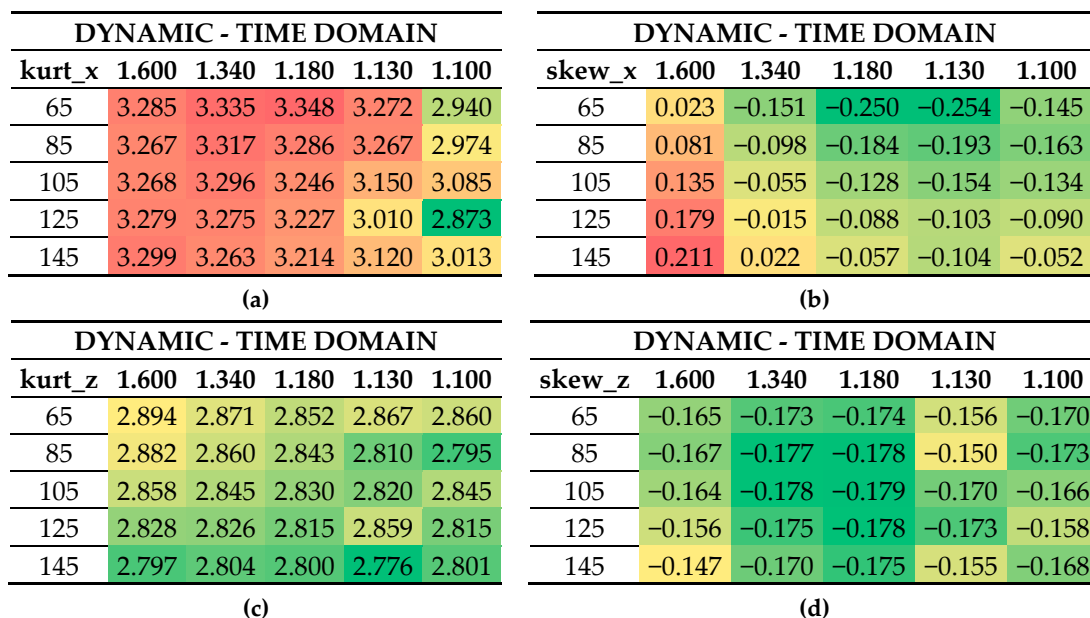 DYNAMIC - TIME DOMAIN
kurt_x 1.600 1.340 1.180 1.130 1.100
65 3.285 3.335 3.348 3.272 2.940
85 3.267 3.317 3.286 3.267 2.974
105 3.268 3.296 3.246 3.150 3.085
125 3.279 3.275 3.227 3.010 2.873
145 3.299 3.263 3.214 3.120 3.013
(a)
DYNAMIC - TIME DOMAIN
skew_x 1.600 1.340 1.180 1.130 1.100
65 0.023 −0.151 −0.250 −0.254 −0.145
85 0.081 −0.098 −0.184 −0.193 −0.163
105 0.135 −0.055 −0.128 −0.154 −0.134
125 0.179 −0.015 −0.088 −0.103 −0.090
145 0.211 0.022 −0.057 −0.104 −0.052
(b)
DYNAMIC - TIME DOMAIN
kurt_z 1.600 1.340 1.180 1.130 1.100
65 2.894 2.871 2.852 2.867 2.860
85 2.882 2.860 2.843 2.810 2.795
105 2.858 2.845 2.830 2.820 2.845
125 2.828 2.826 2.815 2.859 2.815
145 2.797 2.804 2.800 2.776 2.801
(c)
DYNAMIC - TIME DOMAIN
skew_z 1.600 1.340 1.180 1.130 1.100
65 −0.165 −0.173 −0.174 −0.156 −0.170
85 −0.167 −0.177 −0.178 −0.150 −0.173
105 −0.164 −0.178 −0.179 −0.170 −0.166
125 −0.156 −0.175 −0.178 −0.173 −0.158
145 −0.147 −0.170 −0.175 −0.155 −0.168
(d)